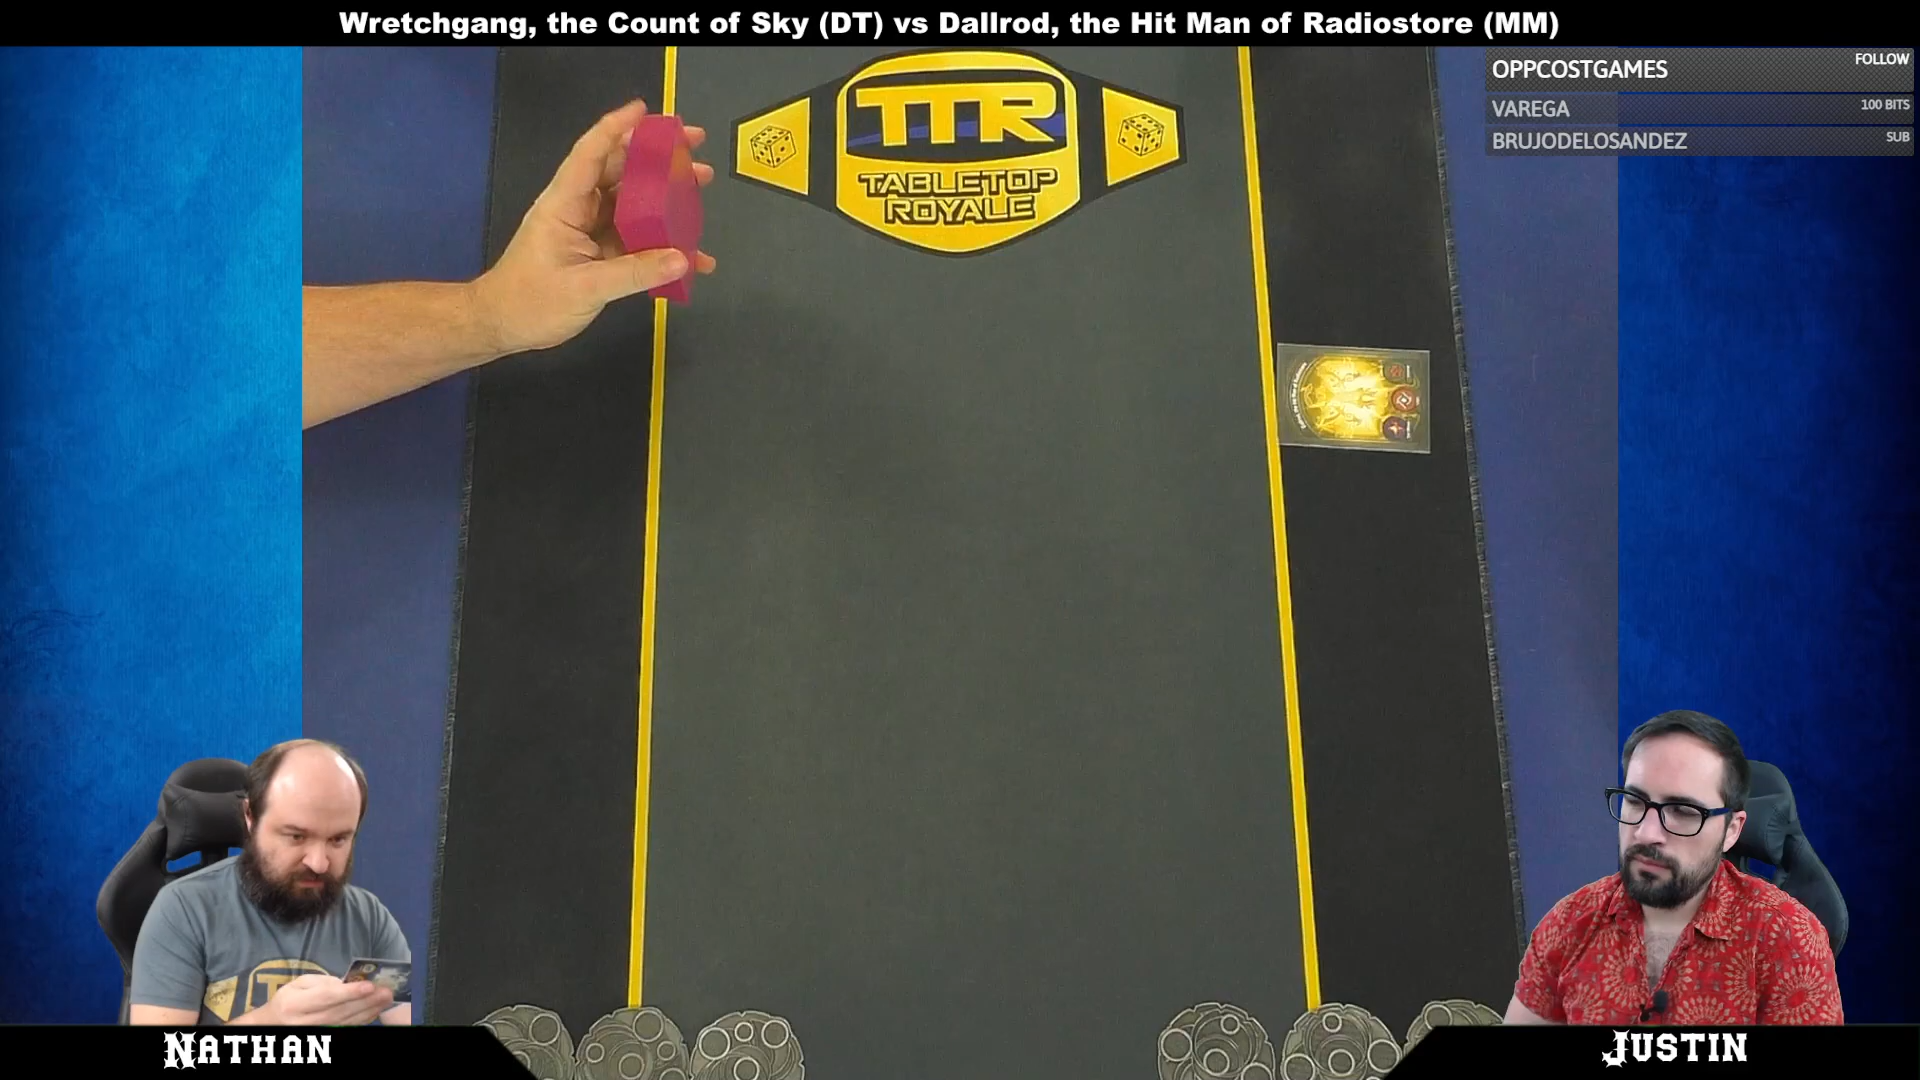 Wretchgang, the Count of Sky (DT) vs Dallrod, the Hit Man of Radiostore (MM)
OPPCOSTGAMES
FOLLOW
VAREGA
100 BITS
BRUJODELOSANDEZ
SUB
TTR
TABLETOP
ROYALE
NATHAN
JUSTIN